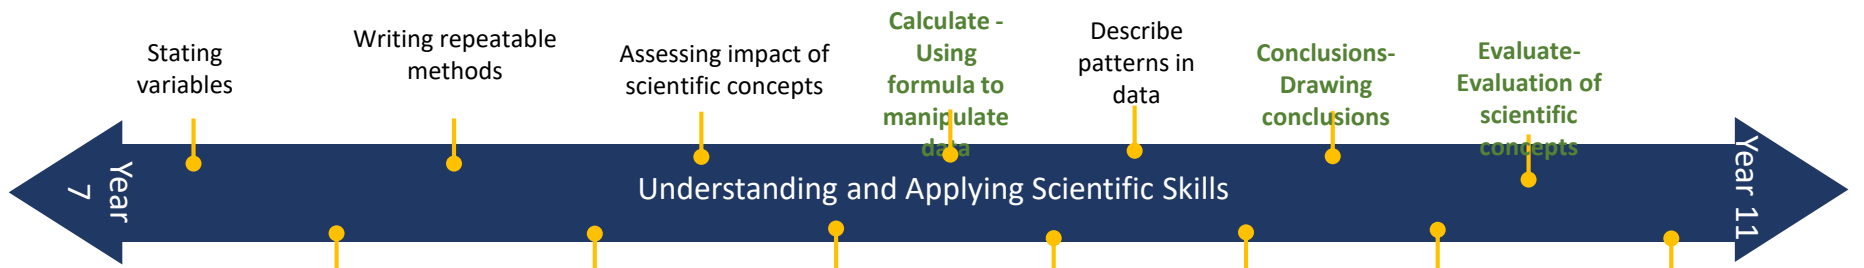 Stating
variables
Writing repeatable
methods
Assessing impact of
scientific concepts
Calculate -
Using
formula to
manipulate
data
Describe
patterns in
data
Conclusions-
Drawing
conclusions
Evaluate-
Evaluation of
scientific
concepts
Year
7
Understanding and Applying Scientific Skills
Year 11